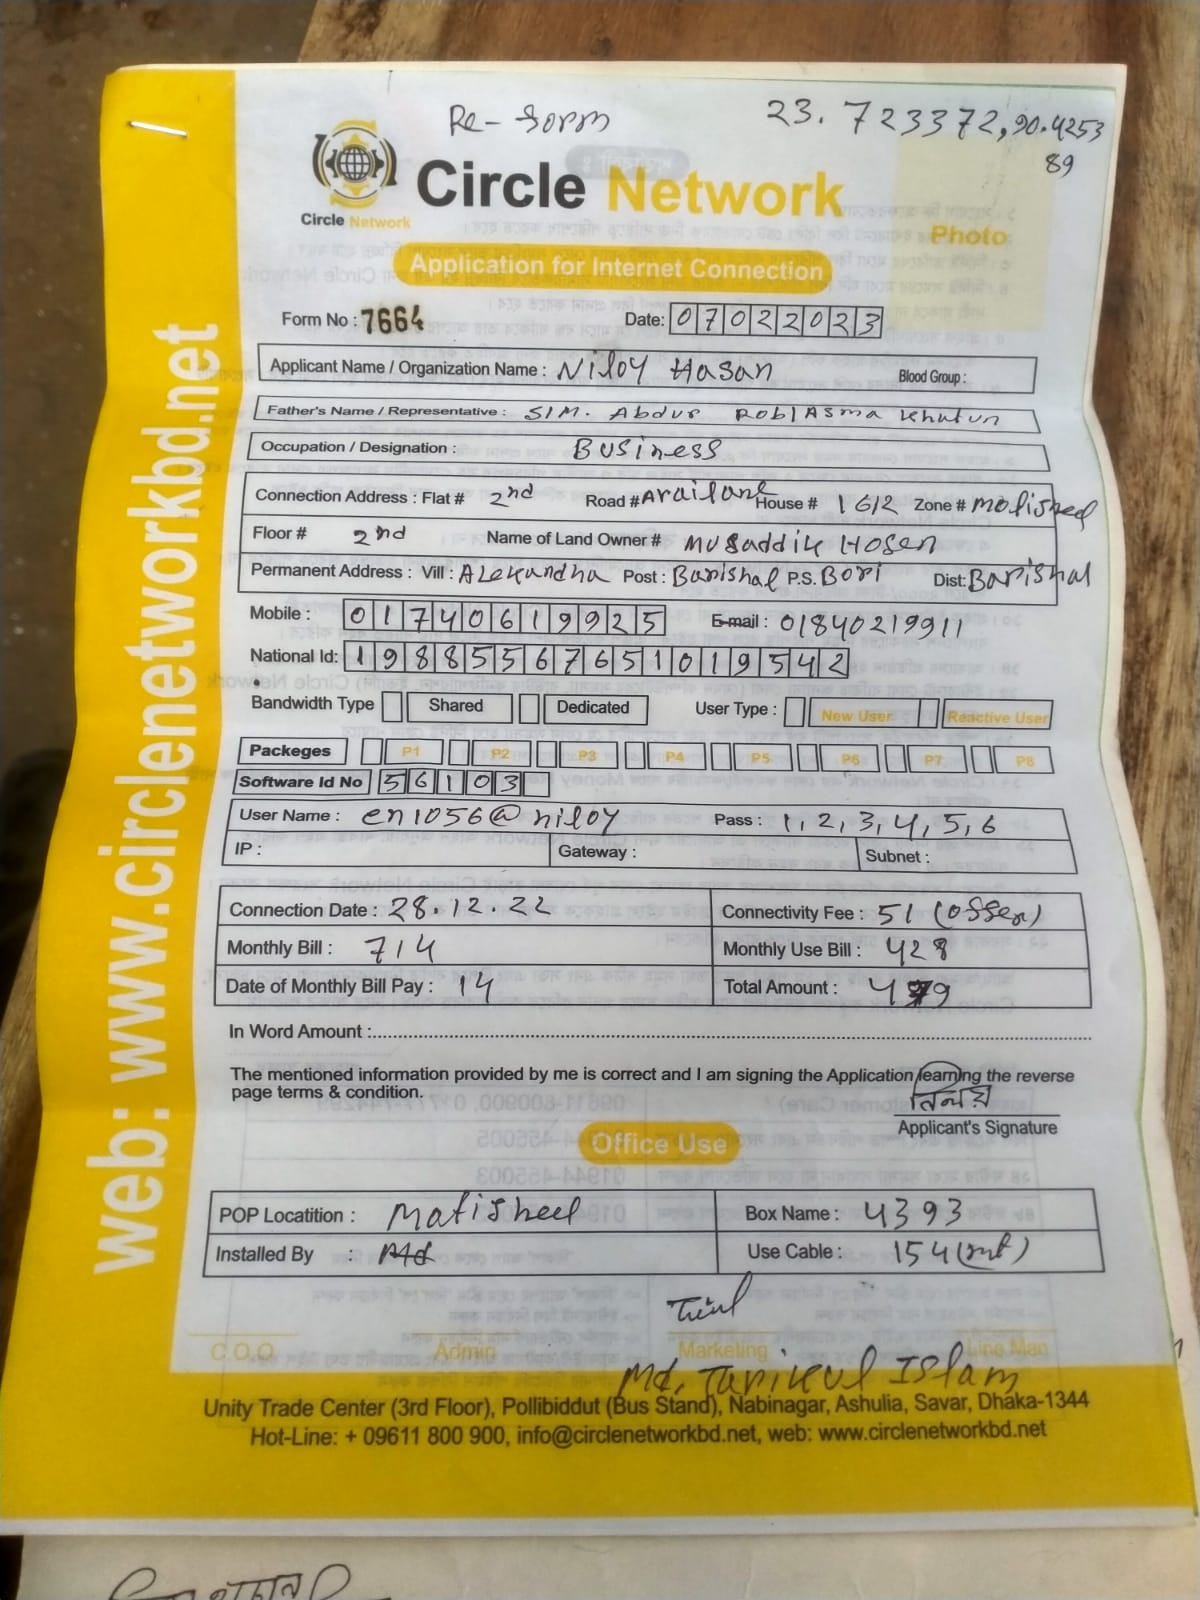 Re-form
23.723372, 90.4253
89
Circle Network
Circle Network
Photo
Application for Internet Connection
Form No : 7664
Date: 07022023
Applicant Name / Organization Name : Niloy Hasan Blood Group :
Father's Name / Representative : S/M. Abdur Rob/Asma Khatun
Occupation / Designation : Business
Connection Address : Flat # 2nd Road # House # 16/2 Zone # Motisheel
Floor # 2nd Name of Land Owner # Musaddik Hosen
Permanent Address : Vill : Alekandha Post : Barishal P.S. Bori Dist: Barishal
Mobile : 01740619925 E-mail : 01840219911
National Id: 19885567651019542
Bandwidth Type Shared Dedicated User Type : New User Reactive User
Packeges P1 P2 P3 P4 P5 P6 P7 P8
Software Id No 56103
User Name : en1056@niloy Pass : 1,2,3,4,5,6
IP : Gateway : Subnet :
Connection Date : 28.12.22 Connectivity Fee : 51 (offer)
Monthly Bill : 714 Monthly Use Bill : 428
Date of Monthly Bill Pay : 14 Total Amount : 479
In Word Amount :
The mentioned information provided by me is correct and I am signing the Application learning the reverse
page terms & condition.
নিলয়
Applicant's Signature
Office Use
POP Locatition : Matisheel Box Name : 4393
Installed By : Use Cable : 154(mt)
C.O.O Admin Marketing Line Man
Md. Tarikul Islam
Unity Trade Center (3rd Floor), Pollibiddut (Bus Stand), Nabinagar, Ashulia, Savar, Dhaka-1344
Hot-Line: + 09611 800 900, info@circlenetworkbd.net, web: www.circlenetworkbd.net
web: www.circlenetworkbd.net